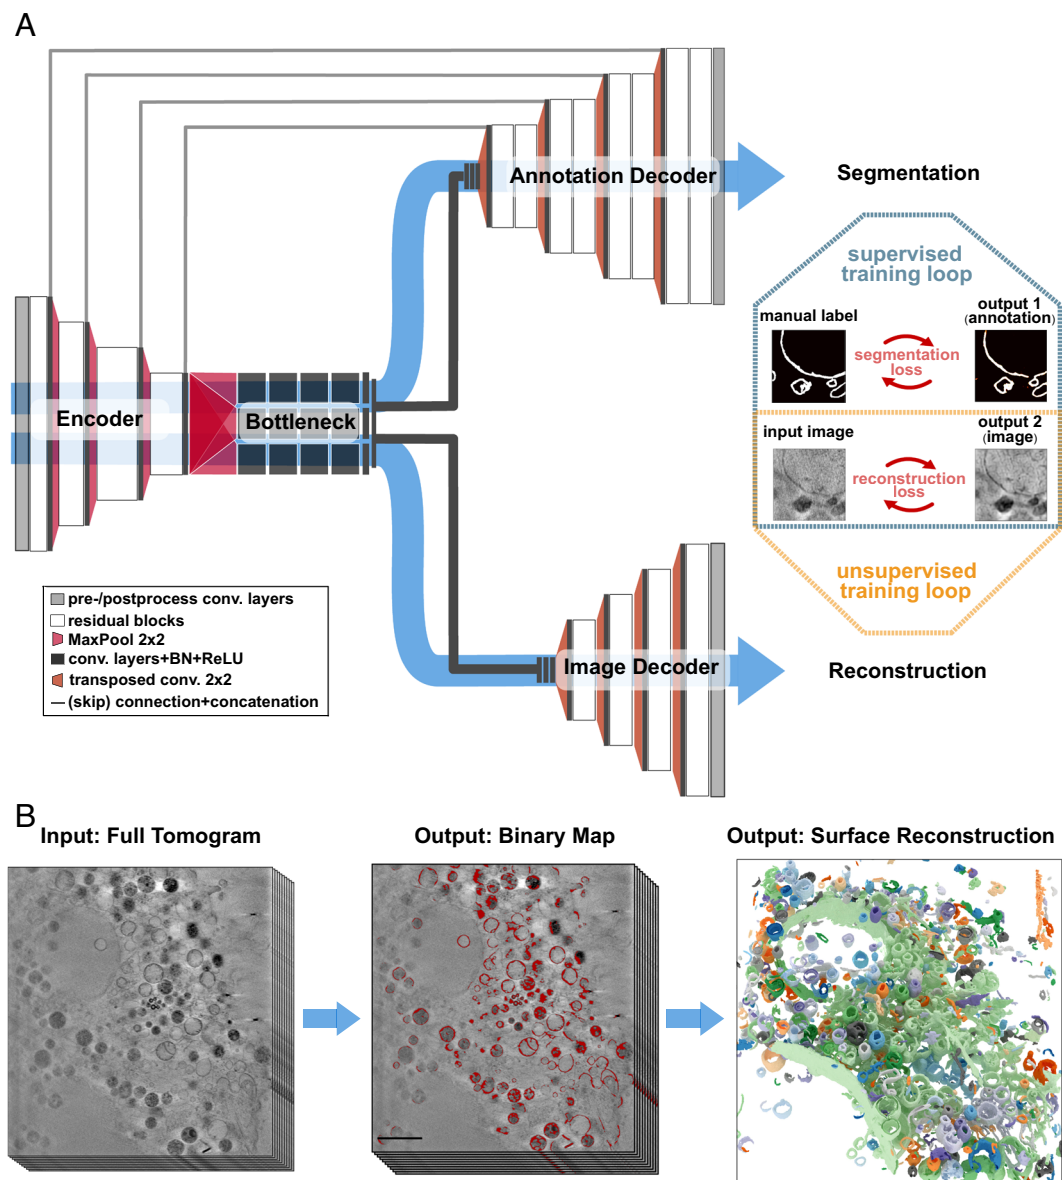 A
Annotation Decoder
Segmentation
supervised
training loop
manual label
output 1
(annotation)
segmentation
loss
Encoder
Bottleneck
input image
output 2
(image)
reconstruction
loss
unsupervised
training loop
pre-/postprocess conv. layers
residual blocks
MaxPool 2x2
conv. layers+BN+ReLU
transposed conv. 2x2
(skip) connection+concatenation
Image Decoder
Reconstruction
B
Input: Full Tomogram
Output: Binary Map
Output: Surface Reconstruction